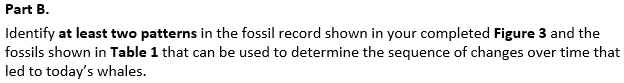 Part B.
Identify at least two patterns in the fossil record shown in your completed Figure 3 and the
fossils shown in Table 1 that can be used to determine the sequence of changes over time that
led to today's whales.